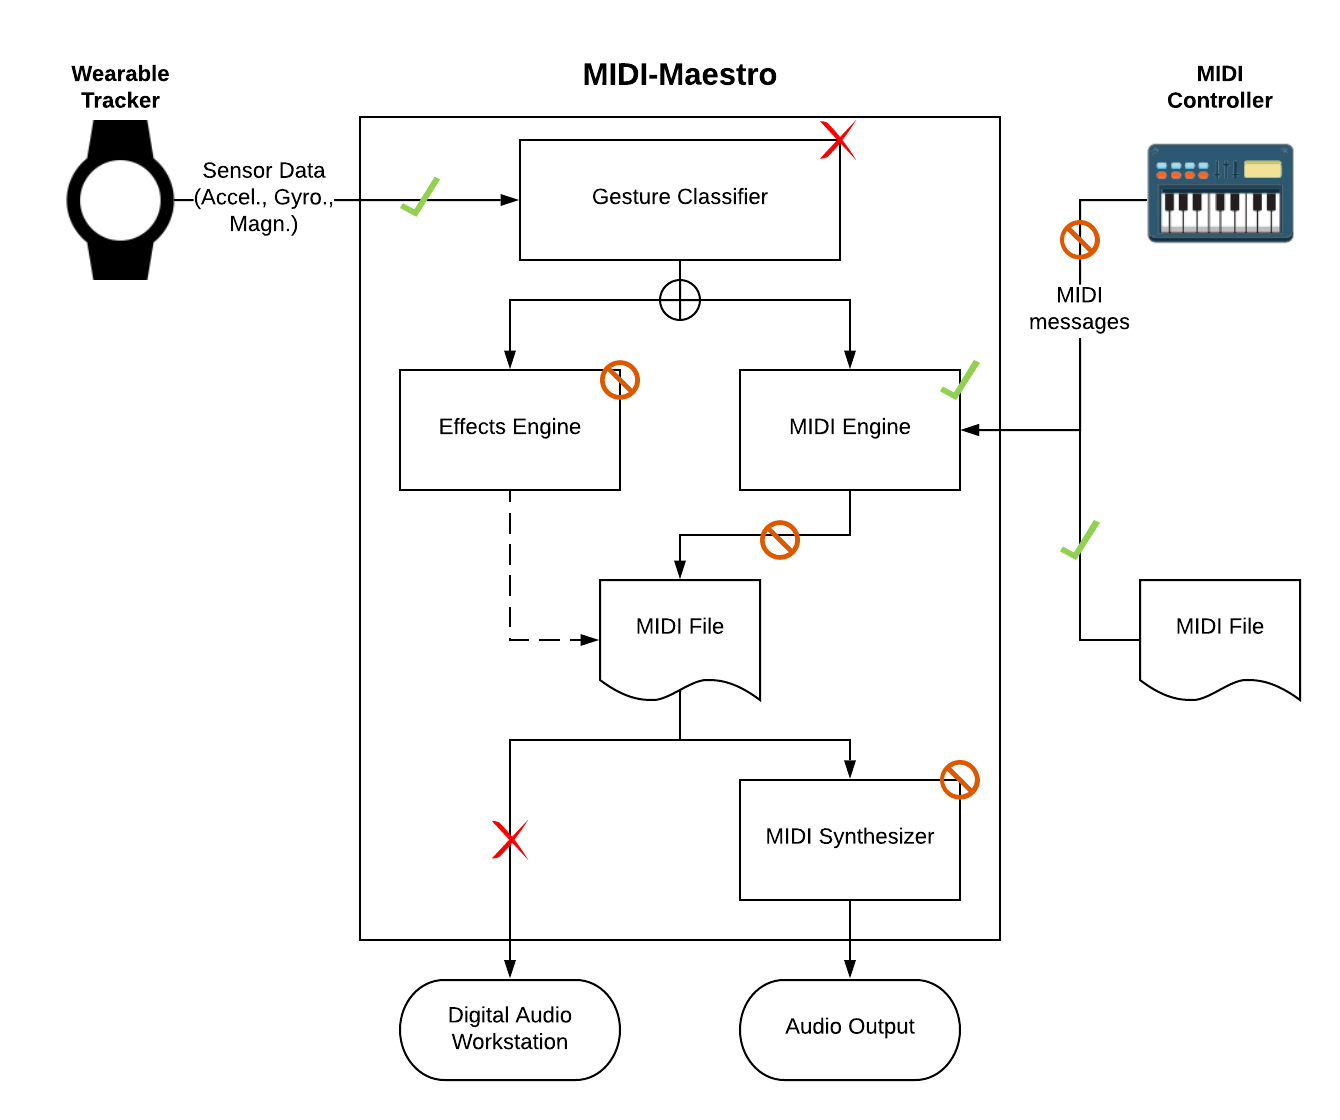 Wearable
Tracker
MIDI-Maestro
MIDI
Controller
Sensor Data
(Accel., Gyro.,
Magn.)
Gesture Classifier
MIDI
messages
Effects Engine
MIDI Engine
MIDI File
MIDI File
MIDI Synthesizer
Digital Audio
Workstation
Audio Output